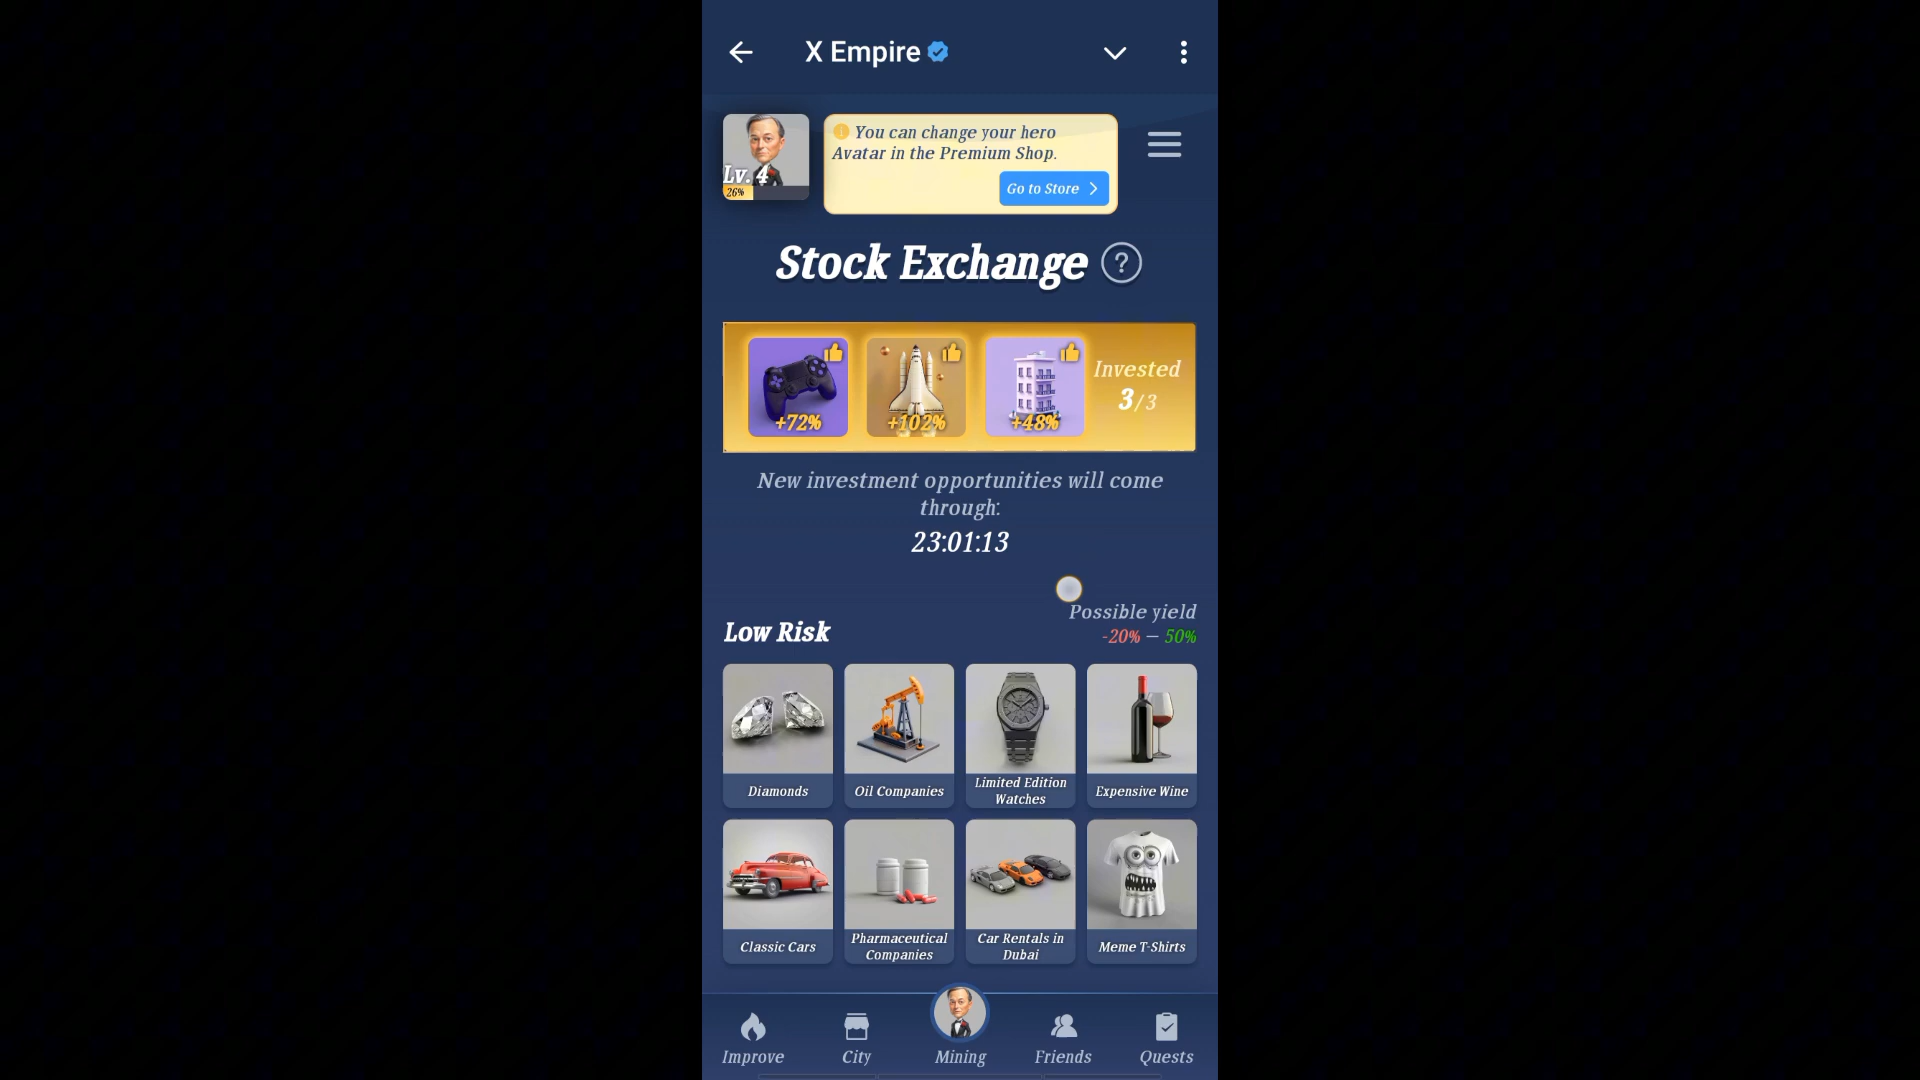 X Empire
Lv. 4
26%
You can change your hero
Avatar in the Premium Shop.
Go to Store
Stock Exchange ?
+72%
+102%
+48%
Invested
3/3
New investment opportunities will come
through:
23:01:13
Low Risk
Possible yield
-20% — 50%
Diamonds
Oil Companies
Limited Edition
Watches
Expensive Wine
Classic Cars
Pharmaceutical
Companies
Car Rentals in
Dubai
Meme T-Shirts
Improve
City
Mining
Friends
Quests